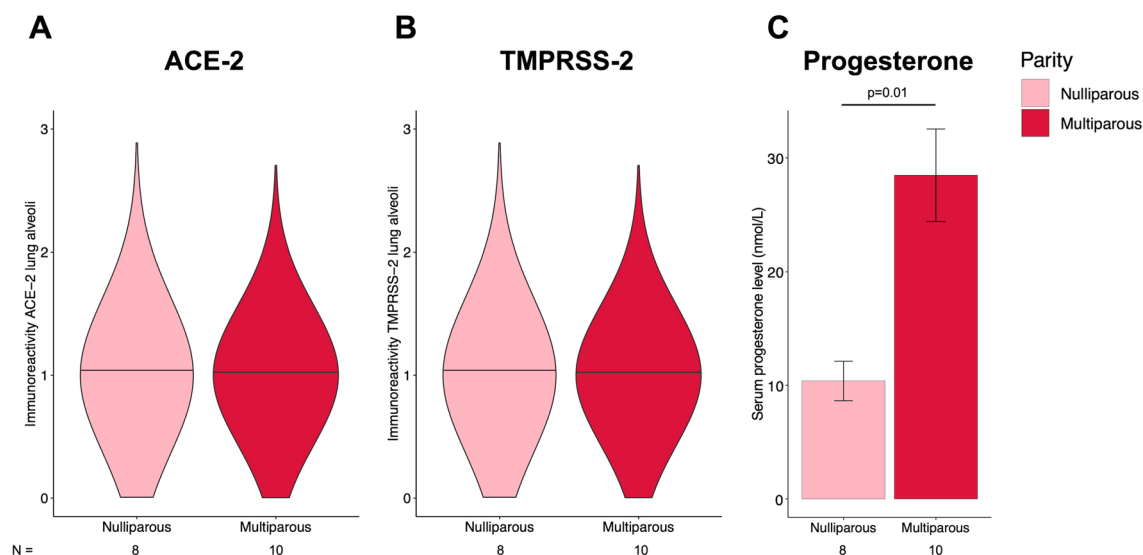 A
ACE-2
Immunoreactivity ACE−2 lung alveoli
3
2
1
0
Nulliparous
Multiparous
N =
8
10
B
TMPRSS-2
Immunoreactivity TMPRSS−2 lung alveoli
3
2
1
0
Nulliparous
Multiparous
8
10
C
Progesterone
p=0.01
Serum progesterone level (nmol/L)
30
20
10
0
Nulliparous
Multiparous
8
10
Parity
Nulliparous
Multiparous